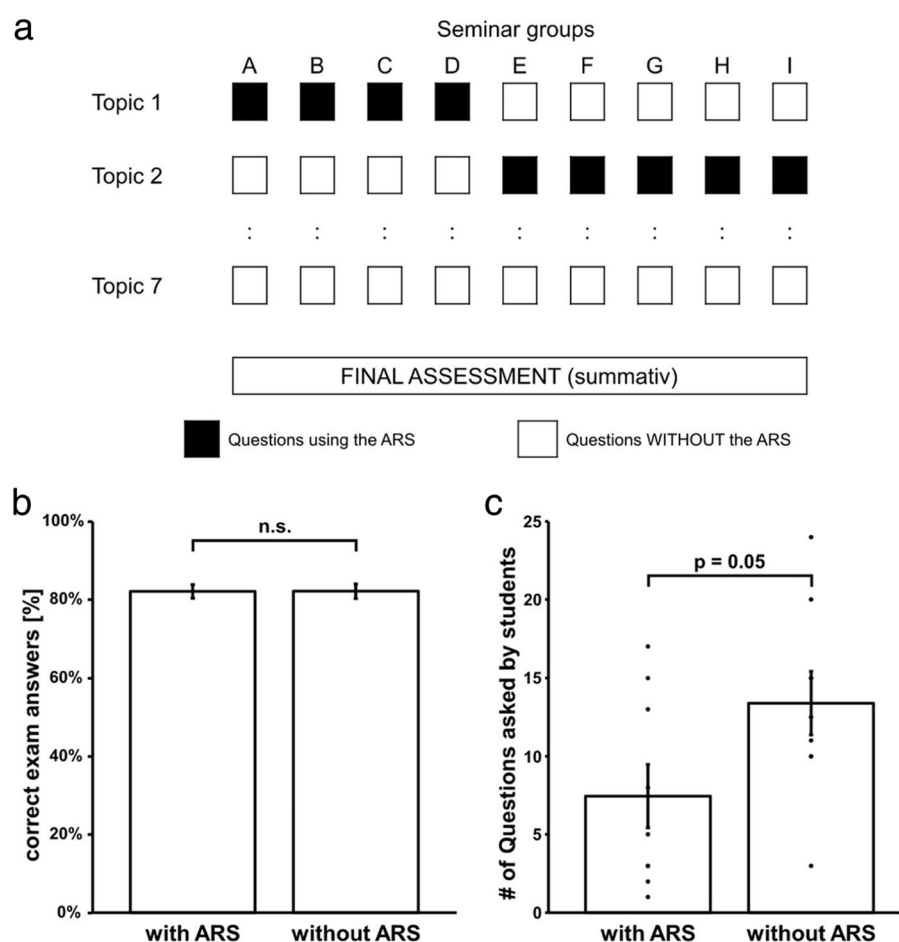 a
Seminar groups
A B C D E F G H I
Topic 1
Topic 2
: : : : : : : : :
Topic 7
FINAL ASSESSMENT (summativ)
Questions using the ARS
Questions WITHOUT the ARS
b
correct exam answers [%]
100%
80%
60%
40%
20%
0%
n.s.
with ARS
without ARS
c
# of Questions asked by students
25
20
15
10
5
0
p = 0.05
with ARS
without ARS